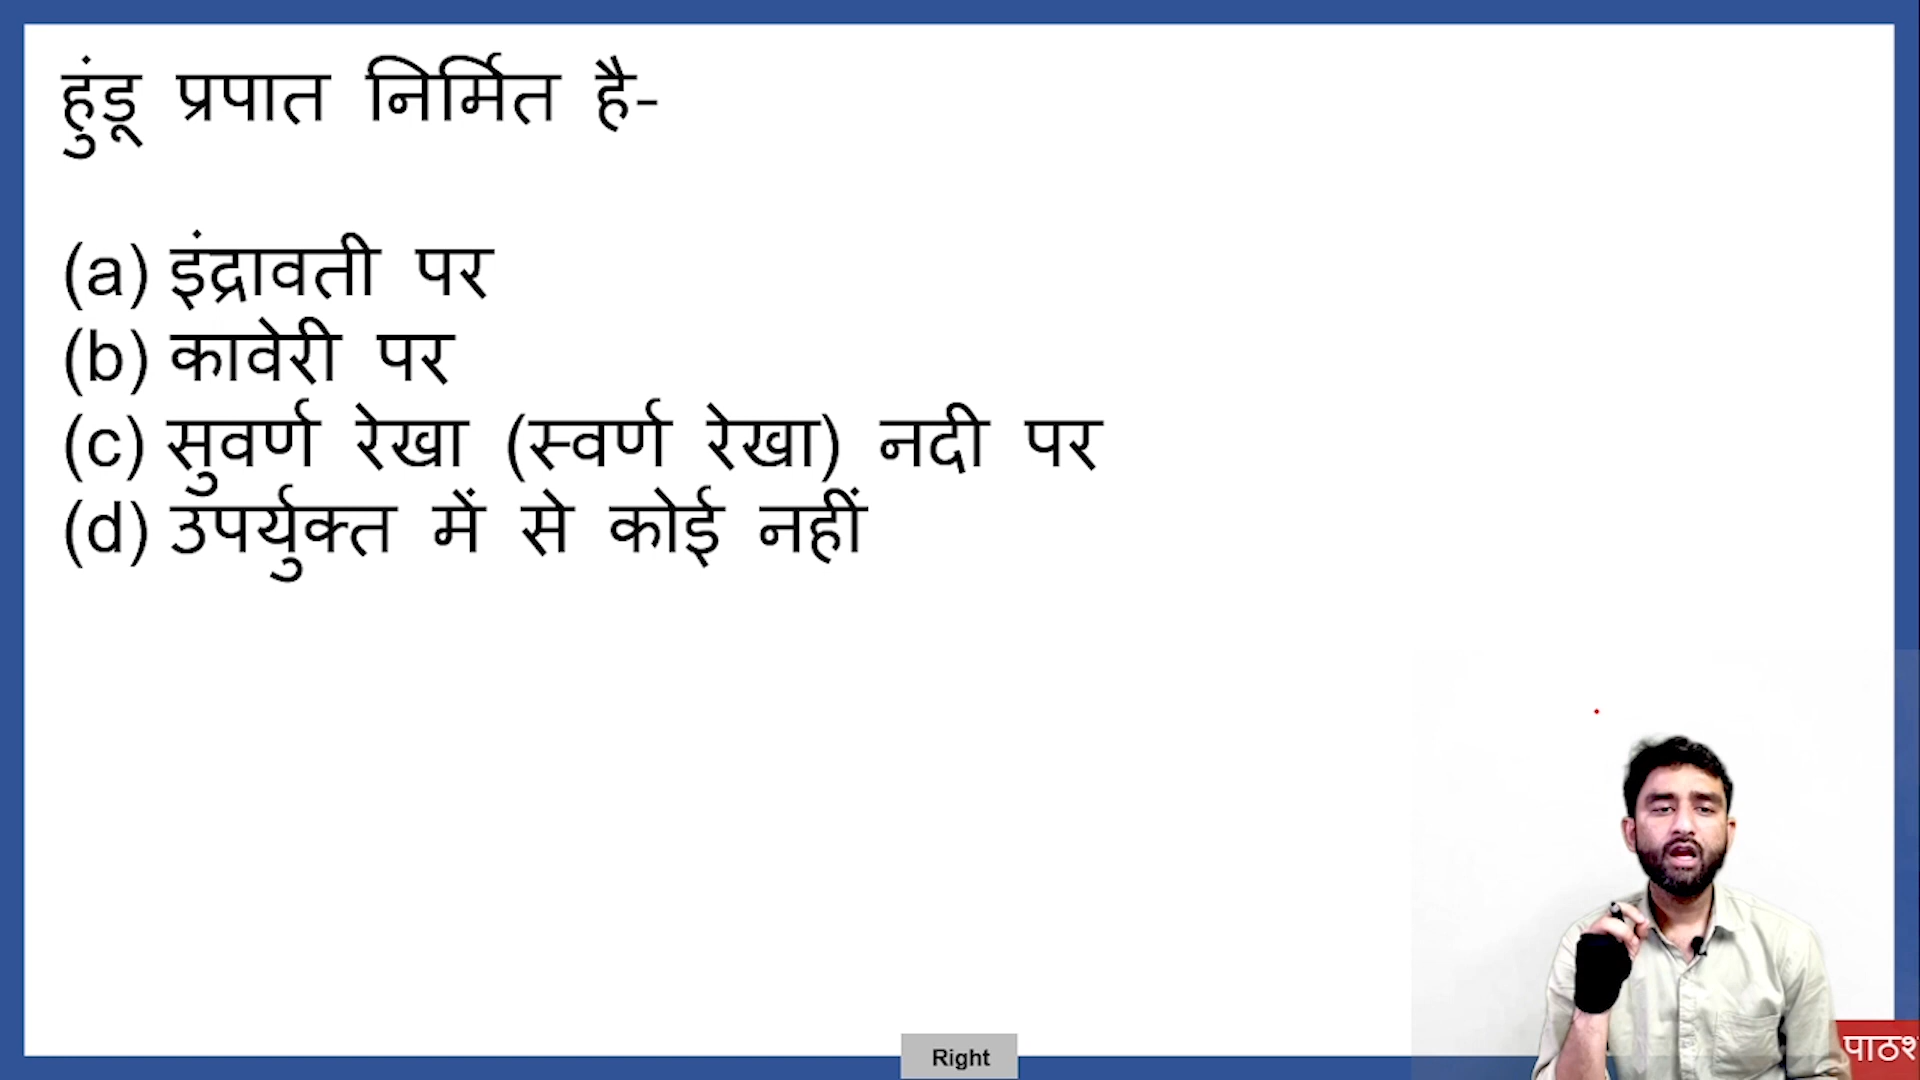 हुंडू प्रपात निर्मित है-
(a) इंद्रावती पर
(b) कावेरी पर
(c) सुवर्ण रेखा (स्वर्ण रेखा) नदी पर
(d) उपर्युक्त में से कोई नहीं
Right